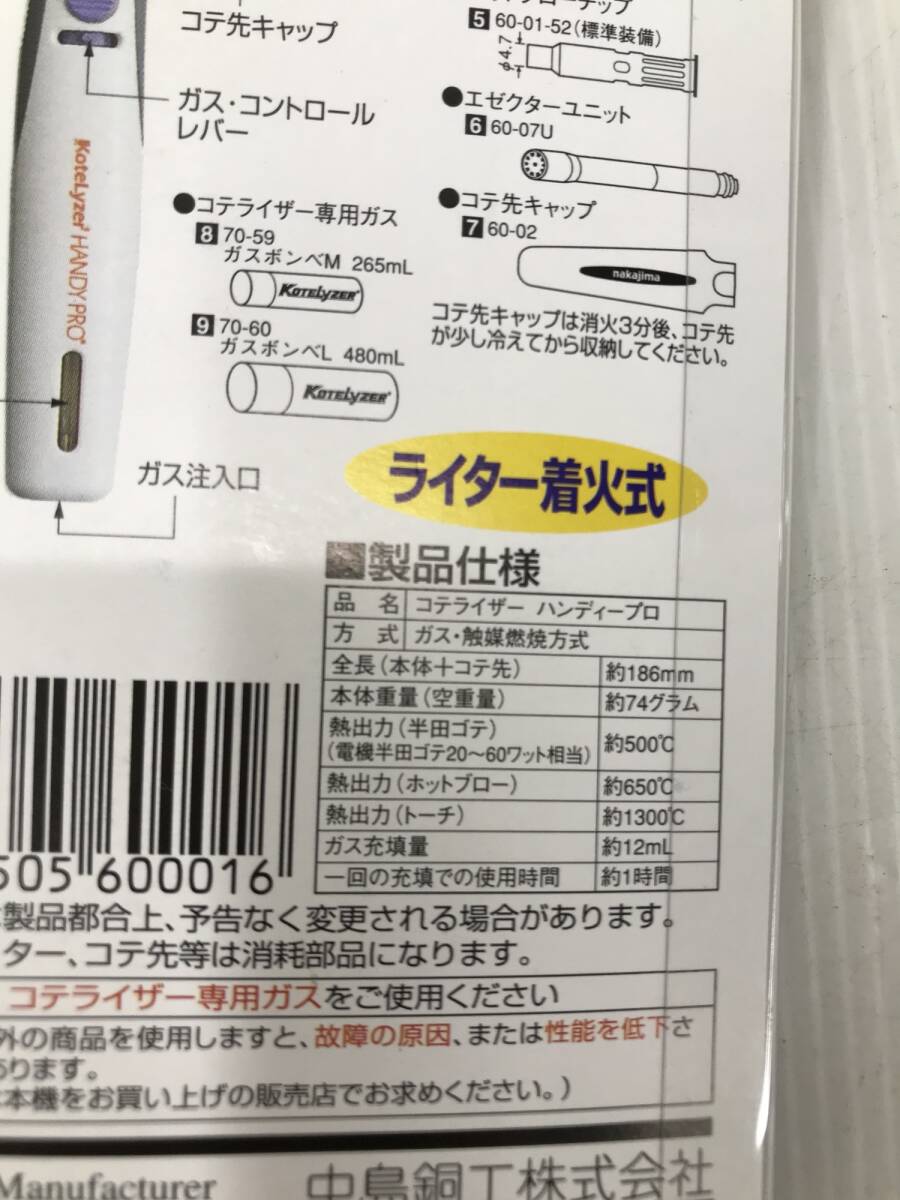 コテ先キャップ
ガス・コントロール
レバー
KoteLyzer HANDY-PRO
●コテライザー専用ガス
8 70-59
ガスボンベM 265mL
KOTELYZER
9 70-60
ガスボンベL 480mL
KOTELYZER
ガス注入口
5 60-01-52(標準装備)
φ4.7
●エゼクターユニット
6 60-07U
●コテ先キャップ
7 60-02
nakajima
コテ先キャップは消火3分後、コテ先
が少し冷えてから収納してください。
ライター着火式
製品仕様
品 名 コテライザー ハンディープロ
方 式 ガス・触媒燃焼方式
全長(本体+コテ先) 約186mm
本体重量(空重量) 約74グラム
熱出力(半田ゴテ)
(電機半田ゴテ20〜60ワット相当) 約500℃
熱出力(ホットブロー) 約650℃
熱出力(トーチ) 約1300℃
ガス充填量 約12mL
一回の充填での使用時間 約1時間
505 600016
製品都合上、予告なく変更される場合があります。
ター、コテ先等は消耗部品になります。
コテライザー専用ガスをご使用ください
外の商品を使用しますと、故障の原因、または性能を低下さ
ります。
本機をお買い上げの販売店でお求めください。)
Manufacturer 中島銅工株式会社